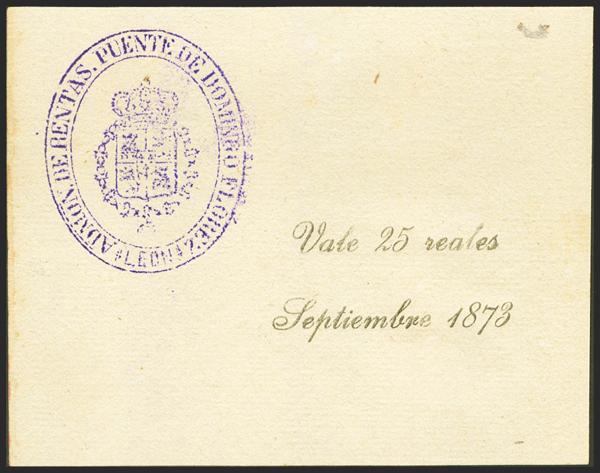 ADMON DE RENTAS. PUENTE DE DOMINGO FLOREZ
LEON
Vale 25 reales
Septiembre 1873